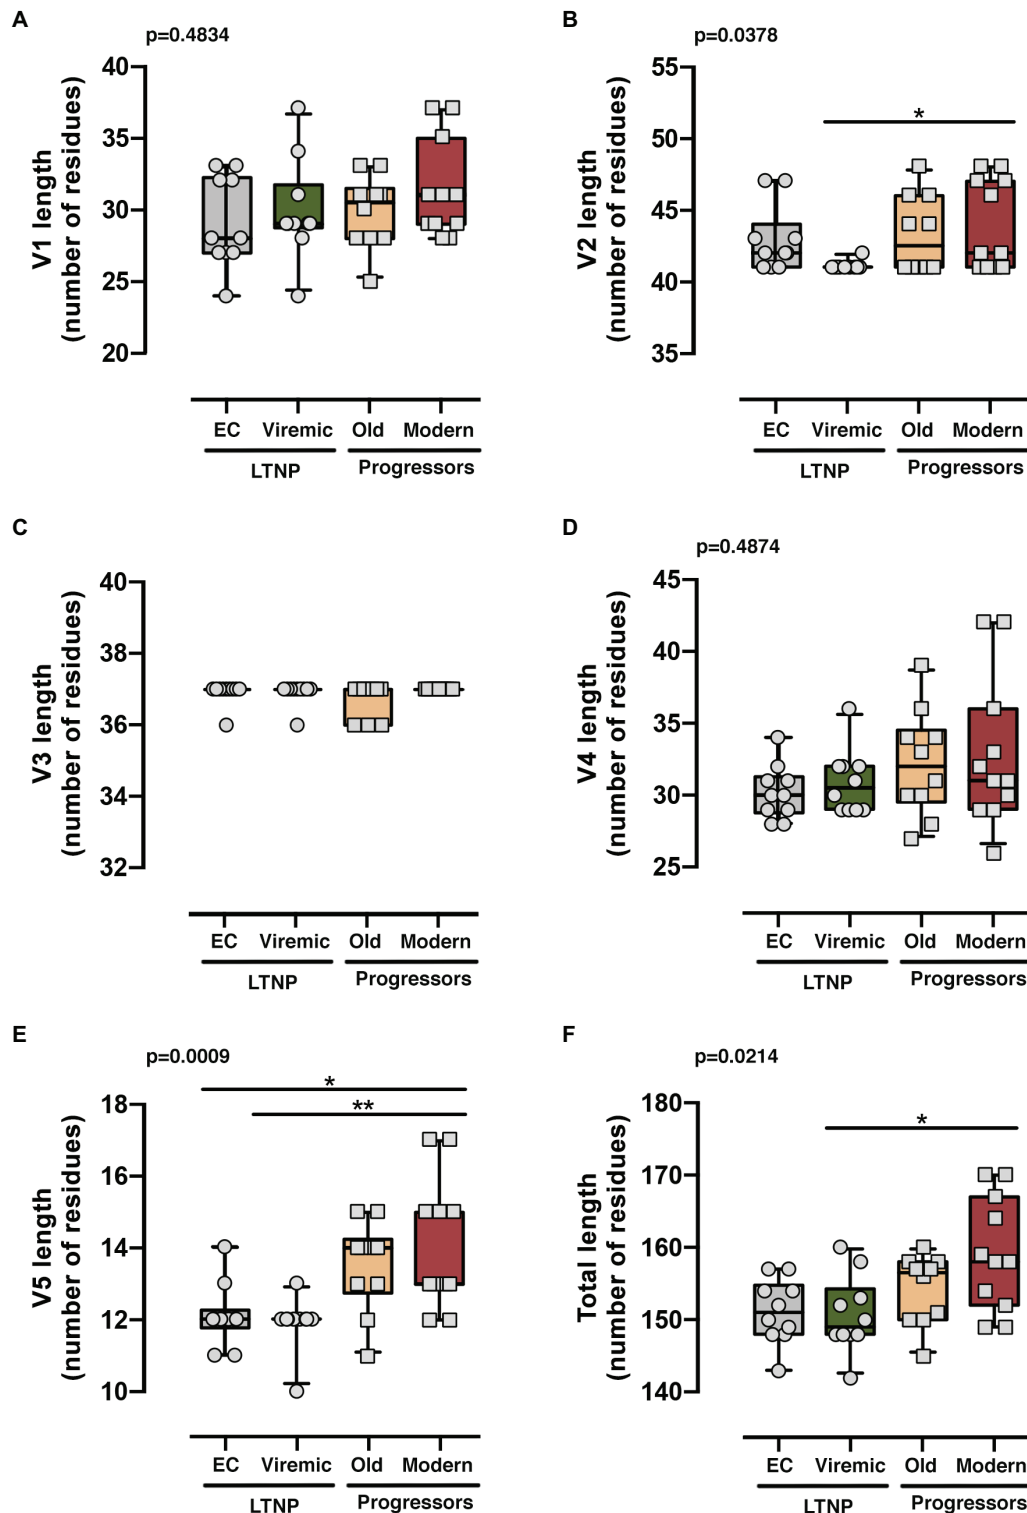 A
p=0.4834
V1 length
(number of residues)
40
35
30
25
20
EC Viremic Old Modern
LTNP Progressors
B
p=0.0378
V2 length
(number of residues)
55
50
45
40
35
*
EC Viremic Old Modern
LTNP Progressors
C
V3 length
(number of residues)
40
38
36
34
32
EC Viremic Old Modern
LTNP Progressors
D
p=0.4874
V4 length
(number of residues)
45
40
35
30
25
EC Viremic Old Modern
LTNP Progressors
E
p=0.0009
V5 length
(number of residues)
18
16
14
12
10
*
**
EC Viremic Old Modern
LTNP Progressors
F
p=0.0214
Total length
(number of residues)
180
170
160
150
140
*
EC Viremic Old Modern
LTNP Progressors